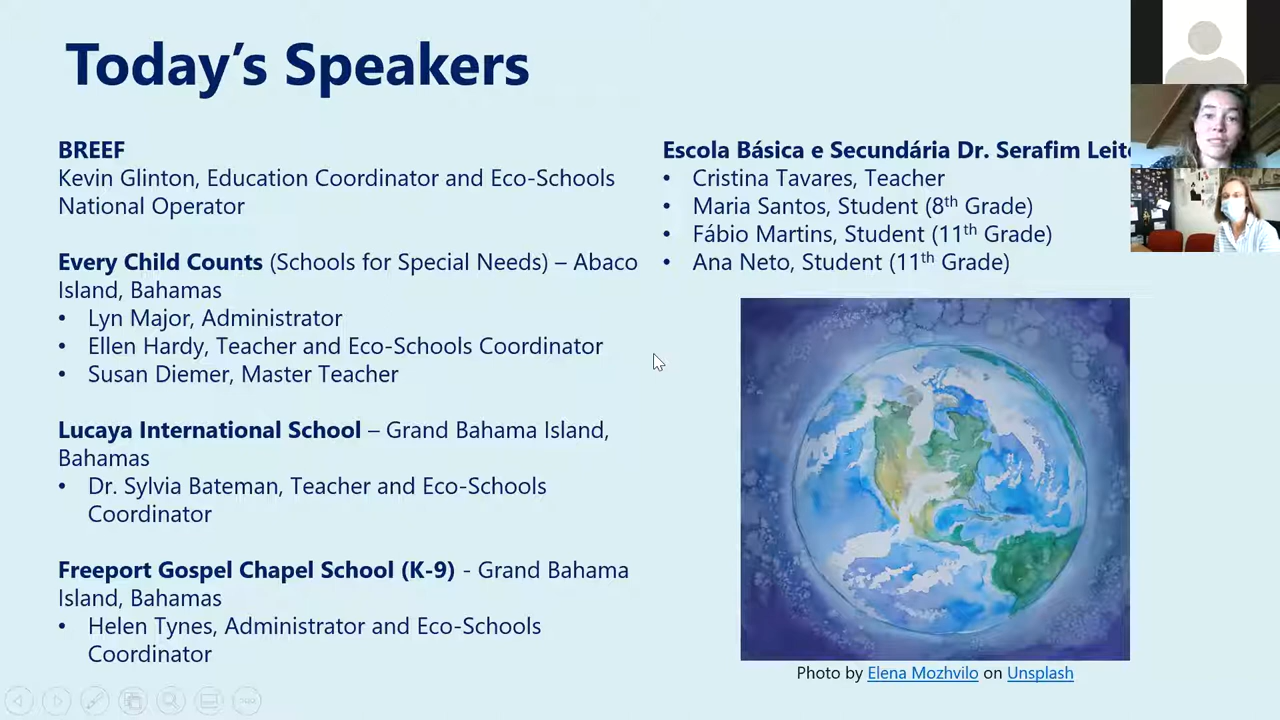 Today’s Speakers
BREEF
Kevin Glinton, Education Coordinator and Eco-Schools
National Operator
Every Child Counts (Schools for Special Needs) – Abaco
Island, Bahamas
• Lyn Major, Administrator
• Ellen Hardy, Teacher and Eco-Schools Coordinator
• Susan Diemer, Master Teacher
Lucaya International School – Grand Bahama Island,
Bahamas
• Dr. Sylvia Bateman, Teacher and Eco-Schools
Coordinator
Freeport Gospel Chapel School (K-9) - Grand Bahama
Island, Bahamas
• Helen Tynes, Administrator and Eco-Schools
Coordinator
Escola Básica e Secundária Dr. Serafim
• Cristina Tavares, Teacher
• Maria Santos, Student (8th Grade)
• Fábio Martins, Student (11th Grade)
• Ana Neto, Student (11th Grade)
Photo by Elena Mozhvilo on Unsplash